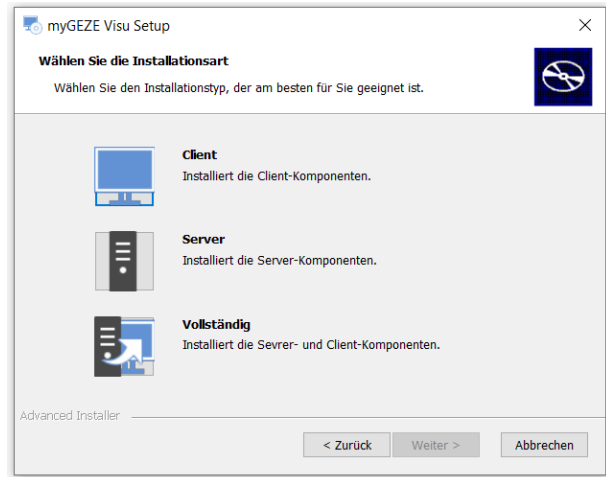 myGEZE Visu Setup
Wählen Sie die Installationsart
Wählen Sie den Installationstyp, der am besten für Sie geeignet ist.
Client
Installiert die Client-Komponenten.
Server
Installiert die Server-Komponenten.
Vollständig
Installiert die Sevrer- und Client-Komponenten.
Advanced Installer
< Zurück
Weiter >
Abbrechen